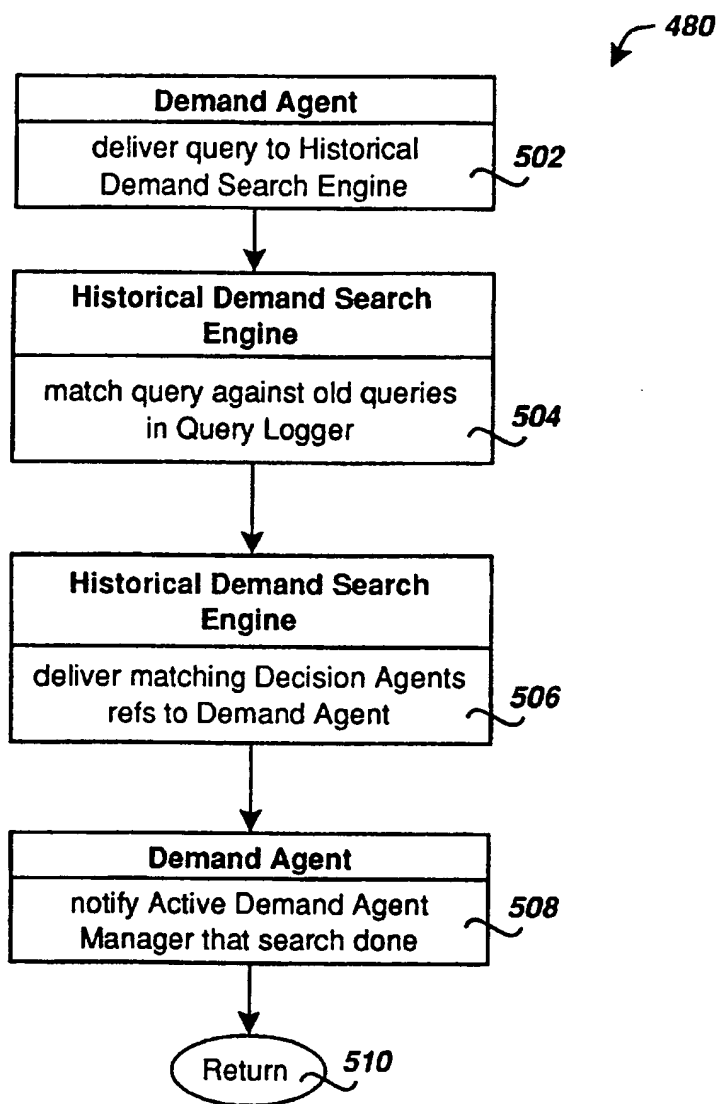 480
Demand Agent
deliver query to Historical
Demand Search Engine
502
Historical Demand Search
Engine
match query against old queries
in Query Logger
504
Historical Demand Search
Engine
deliver matching Decision Agents
refs to Demand Agent
506
Demand Agent
notify Active Demand Agent
Manager that search done
508
Return
510